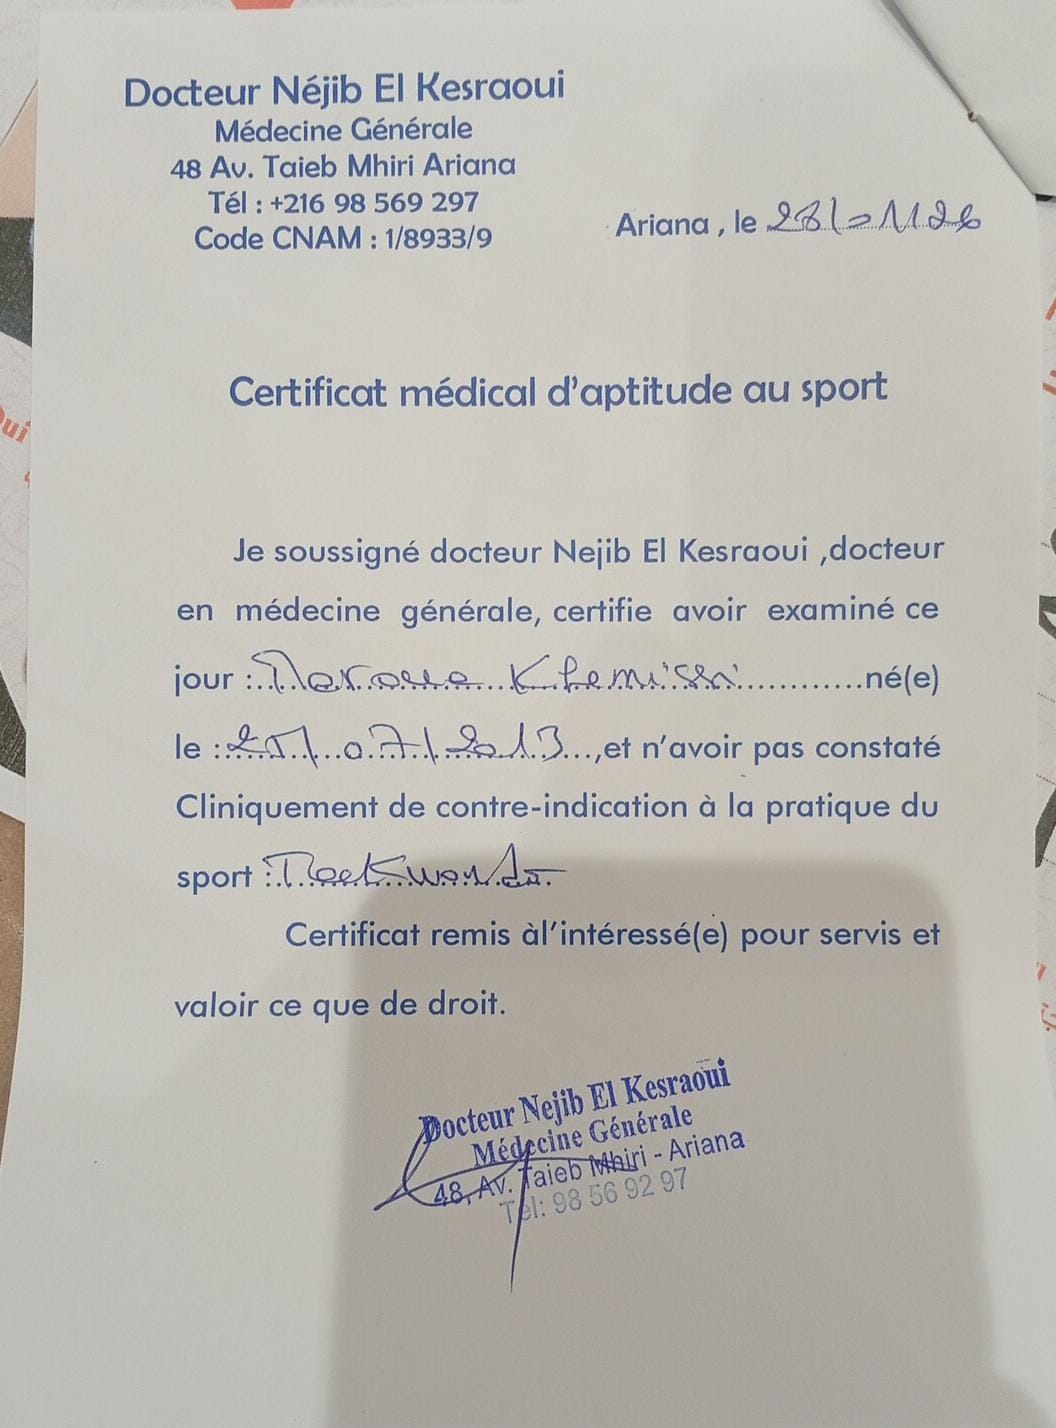 Docteur Néjib El Kesraoui
Médecine Générale
48 Av. Taieb Mhiri Ariana
Tél : +216 98 569 297
Code CNAM : 1/8933/9
Ariana , le
Certificat médical d'aptitude au sport
Je soussigné docteur Nejib El Kesraoui ,docteur
en médecine générale, certifie avoir examiné ce
jour : Khemissi né(e)
le : 25/07/2013 ,et n'avoir pas constaté
Cliniquement de contre-indication à la pratique du
sport : Taekwondo
Certificat remis àl'intéressé(e) pour servis et
valoir ce que de droit.
Docteur Nejib El Kesraoui
Médecine Générale
48, Av. Taieb Mhiri - Ariana
Tel: 98 56 92 97